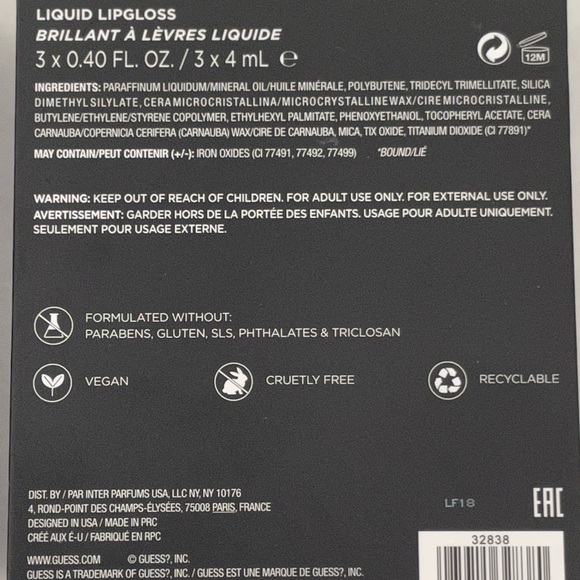 LIQUID LIPGLOSS
BRILLANT À LÈVRES LIQUIDE
3 x 0.40 FL. OZ. / 3 x 4 mL ℮
12M
INGREDIENTS: PARAFFINUM LIQUIDUM/MINERAL OIL/HUILE MINÉRALE, POLYBUTENE, TRIDECYL TRIMELLITATE, SILICA
DIMETHYL SILYLATE, CERA MICROCRISTALLINA/MICROCRYSTALLINE WAX/CIRE MICROCRISTALLINE,
BUTYLENE/ETHYLENE/STYRENE COPOLYMER, ETHYLHEXYL PALMITATE, PHENOXYETHANOL, TOCOPHERYL ACETATE, CERA
CARNAUBA/COPERNICIA CERIFERA (CARNAUBA) WAX/CIRE DE CARNAUBA, MICA, TIX OXIDE, TITANIUM DIOXIDE (CI 77891)*
MAY CONTAIN/PEUT CONTENIR (+/-): IRON OXIDES (CI 77491, 77492, 77499) *BOUND/LIÉ
WARNING: KEEP OUT OF REACH OF CHILDREN. FOR ADULT USE ONLY. FOR EXTERNAL USE ONLY.
AVERTISSEMENT: GARDER HORS DE LA PORTÉE DES ENFANTS. USAGE POUR ADULTE UNIQUEMENT.
SEULEMENT POUR USAGE EXTERNE.
FORMULATED WITHOUT:
PARABENS, GLUTEN, SLS, PHTHALATES & TRICLOSAN
VEGAN CRUETLY FREE RECYCLABLE
DIST. BY / PAR INTER PARFUMS USA, LLC NY, NY 10176
4, ROND-POINT DES CHAMPS-ÉLYSÉES, 75008 PARIS, FRANCE
DESIGNED IN USA / MADE IN PRC
CRÉÉ AUX É-U / FABRIQUÉ EN RPC
LF18 EAC
32838
WWW.GUESS.COM © GUESS?, INC.
GUESS IS A TRADEMARK OF GUESS?, INC. / GUESS EST UNE MARQUE DE GUESS?, INC.